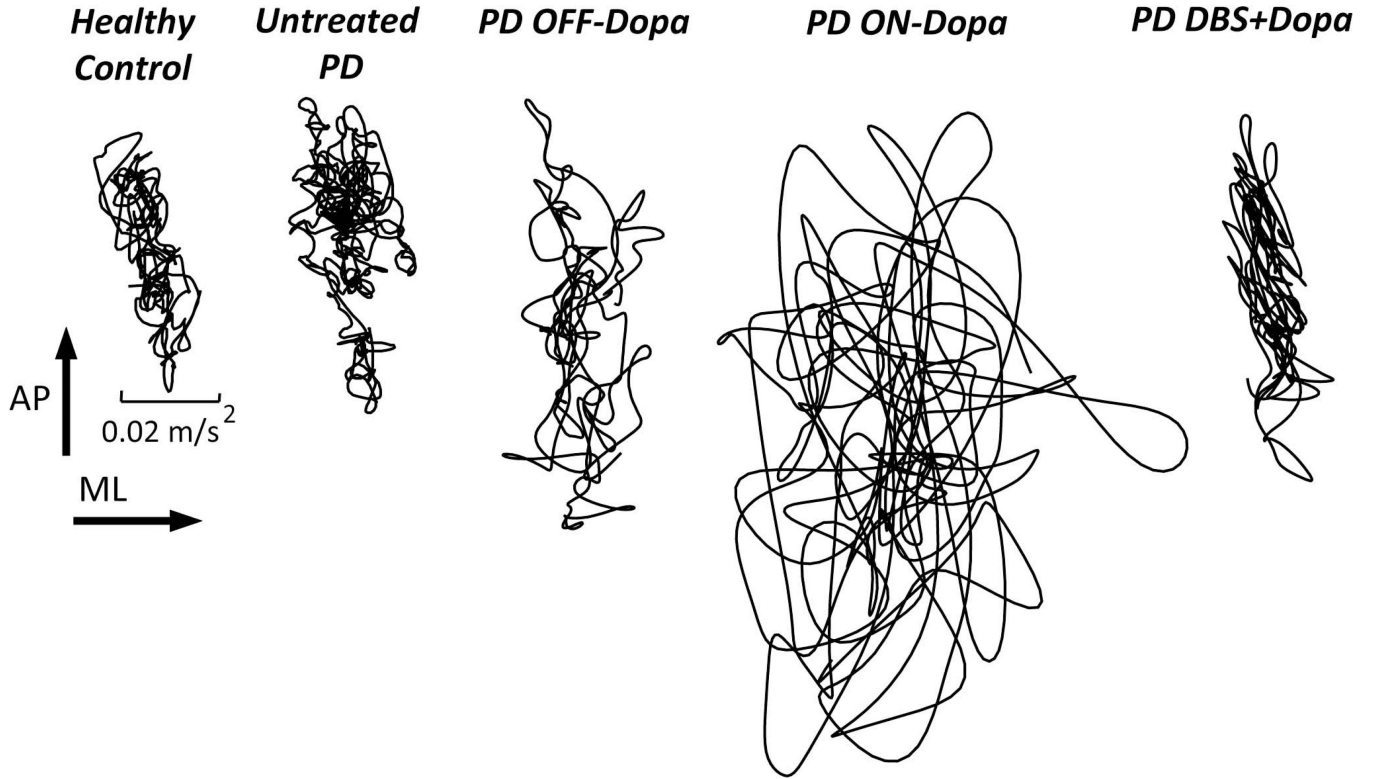 Healthy
Control
Untreated
PD
PD OFF-Dopa
PD ON-Dopa
PD DBS+Dopa
AP
0.02 m/s²
ML